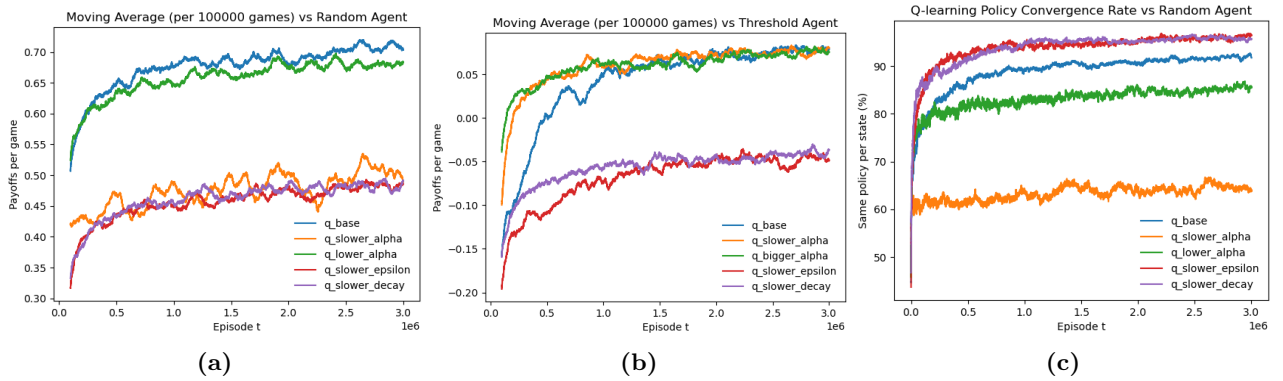 Moving Average (per 100000 games) vs Random Agent
Payoffs per game
0.70
0.65
0.60
0.55
0.50
0.45
0.40
0.35
0.30
q_base
q_slower_alpha
q_lower_alpha
q_slower_epsilon
q_slower_decay
0.0 0.5 1.0 1.5 2.0 2.5 3.0
1e6
Episode t
(a)
Moving Average (per 100000 games) vs Threshold Agent
Payoffs per game
0.05
0.00
−0.05
−0.10
−0.15
−0.20
q_base
q_slower_alpha
q_bigger_alpha
q_slower_epsilon
q_slower_decay
0.0 0.5 1.0 1.5 2.0 2.5 3.0
1e6
Episode t
(b)
Q-learning Policy Convergence Rate vs Random Agent
Same policy per state (%)
90
80
70
60
50
q_base
q_slower_alpha
q_lower_alpha
q_slower_epsilon
q_slower_decay
0.0 0.5 1.0 1.5 2.0 2.5 3.0
1e6
Episode t
(c)